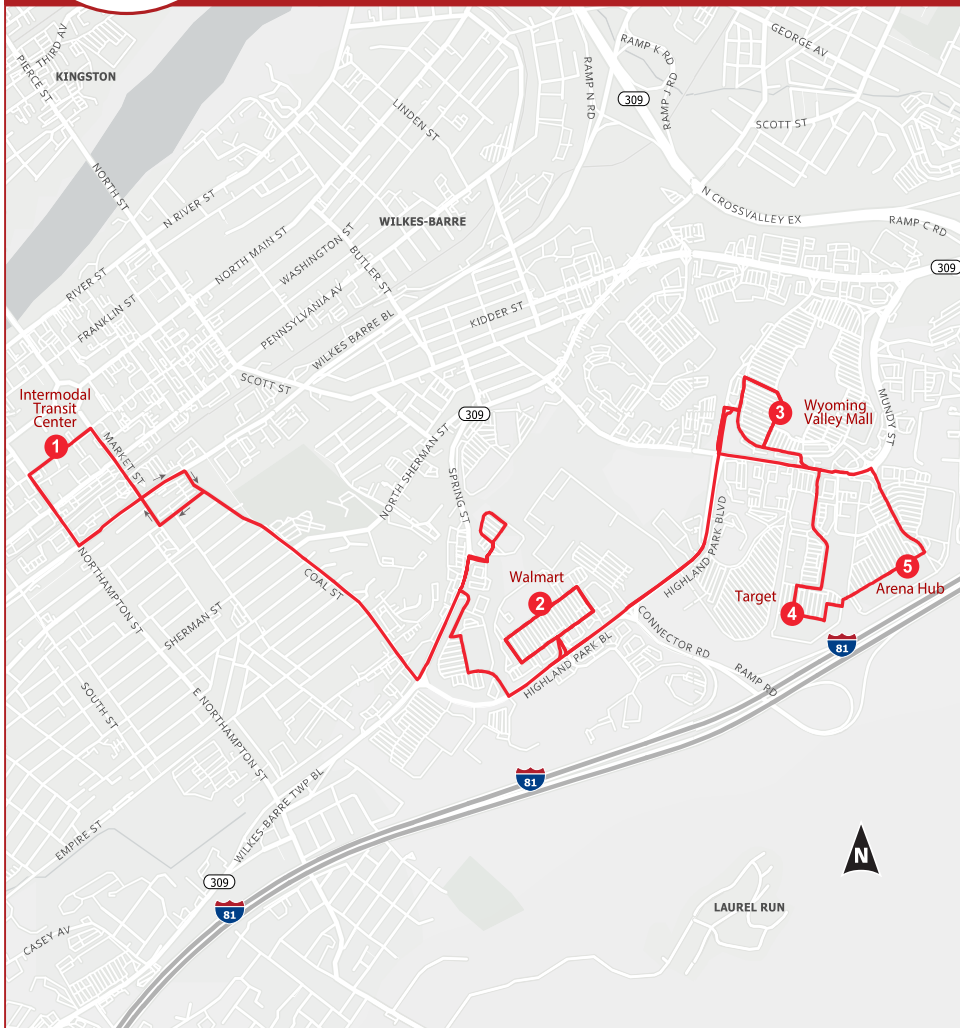 THIRD AV
KINGSTON
PIERCE ST
RAMP K RD
GEORGE AV
RAMP N RD
309
RAMP J RD
LINDEN ST
SCOTT ST
NORTH ST
N RIVER ST
WILKES-BARRE
N CROSSVALLEY EX
RAMP C RD
NORTH MAIN ST
WASHINGTON ST
BUTLER ST
309
RIVER ST
FRANKLIN ST
PENNSYLVANIA AV
WILKES BARRE BL
KIDDER ST
SCOTT ST
Intermodal
Transit
Center
1
MARKET ST
309
NORTH SHERMAN ST
SPRING ST
3
Wyoming
Valley Mall
MUNDY ST
HIGHLAND PARK BLVD
NORTHAMPTON ST
COAL ST
SHERMAN ST
Walmart
2
5
Arena Hub
Target
4
81
CONNECTOR RD
RAMP RD
HIGHLAND PARK BL
SOUTH ST
E NORTHAMPTON ST
81
WILKES-BARRE TWP BL
EMPIRE ST
N
309
81
CASEY AV
LAUREL RUN